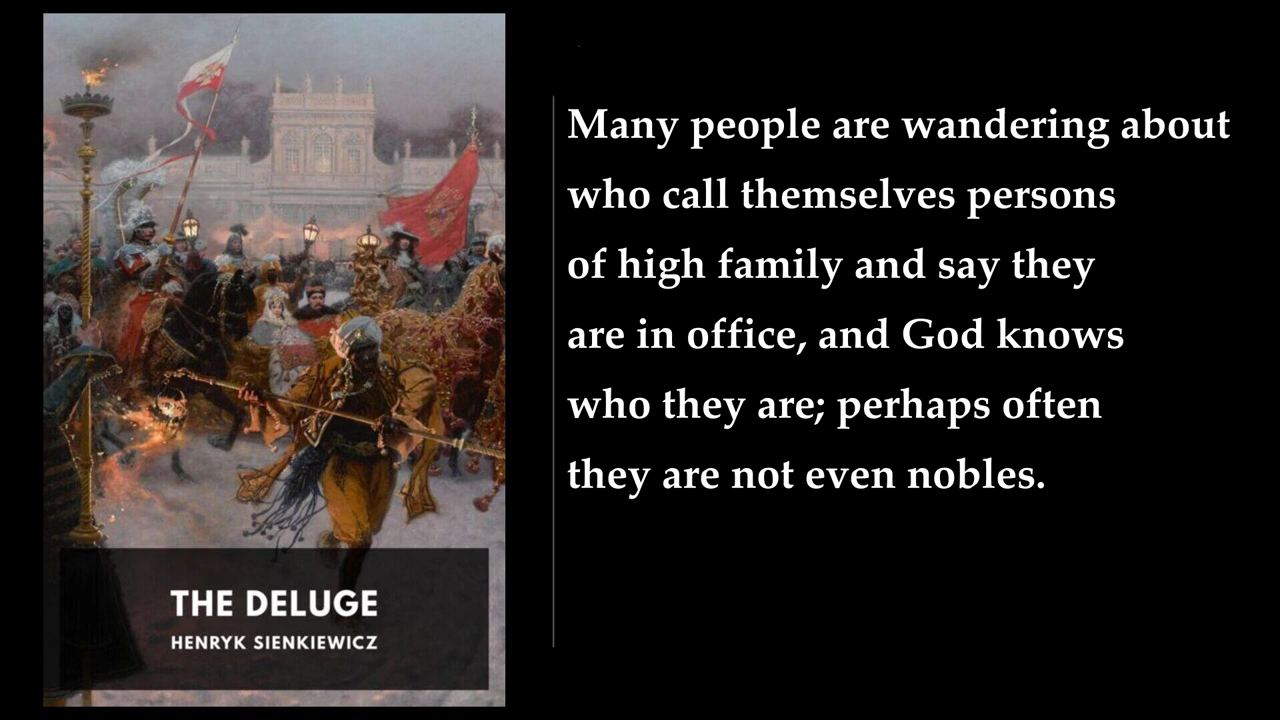 Many people are wandering about
who call themselves persons
of high family and say they
are in office, and God knows
who they are; perhaps often
they are not even nobles.
THE DELUGE
HENRYK SIENKIEWICZ